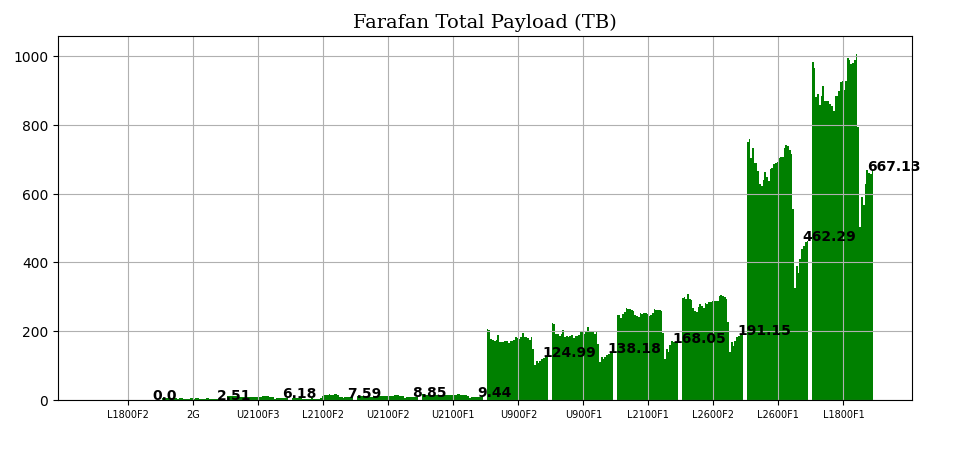 Farafan Total Payload (TB)
1000
800
600
400
200
0
0.0
2.51
6.18
7.59
8.85
9.44
124.99
138.18
168.05
191.15
462.29
667.13
L1800F2
2G
U2100F3
L2100F2
U2100F2
U2100F1
U900F2
U900F1
L2100F1
L2600F2
L2600F1
L1800F1